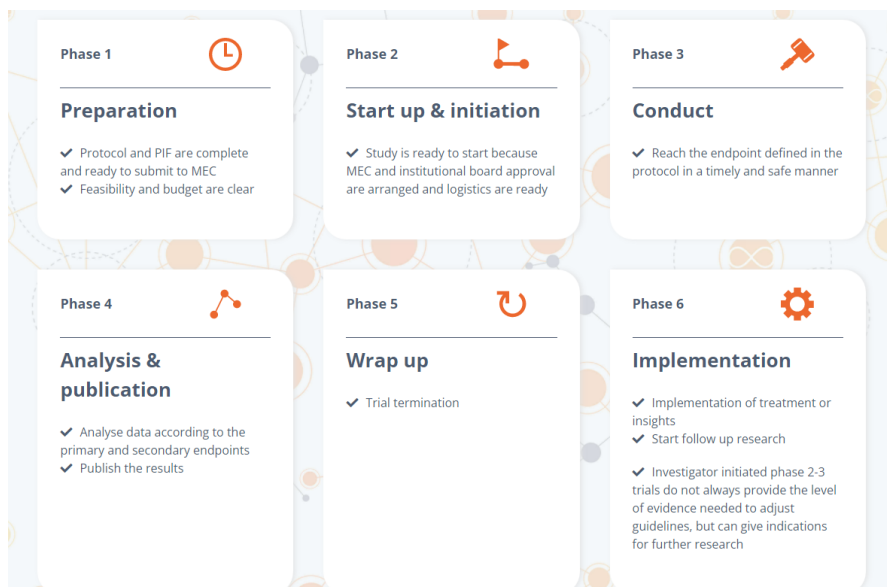 Phase 1
Preparation
✔ Protocol and PIF are complete
and ready to submit to MEC
✔ Feasibility and budget are clear
Phase 2
Start up & initiation
✔ Study is ready to start because
MEC and institutional board approval
are arranged and logistics are ready
Phase 3
Conduct
✔ Reach the endpoint defined in the
protocol in a timely and safe manner
Phase 4
Analysis &
publication
✔ Analyse data according to the
primary and secondary endpoints
✔ Publish the results
Phase 5
Wrap up
✔ Trial termination
Phase 6
Implementation
✔ Implementation of treatment or
insights
✔ Start follow up research
✔ Investigator initiated phase 2-3
trials do not always provide the level
of evidence needed to adjust
guidelines, but can give indications
for further research